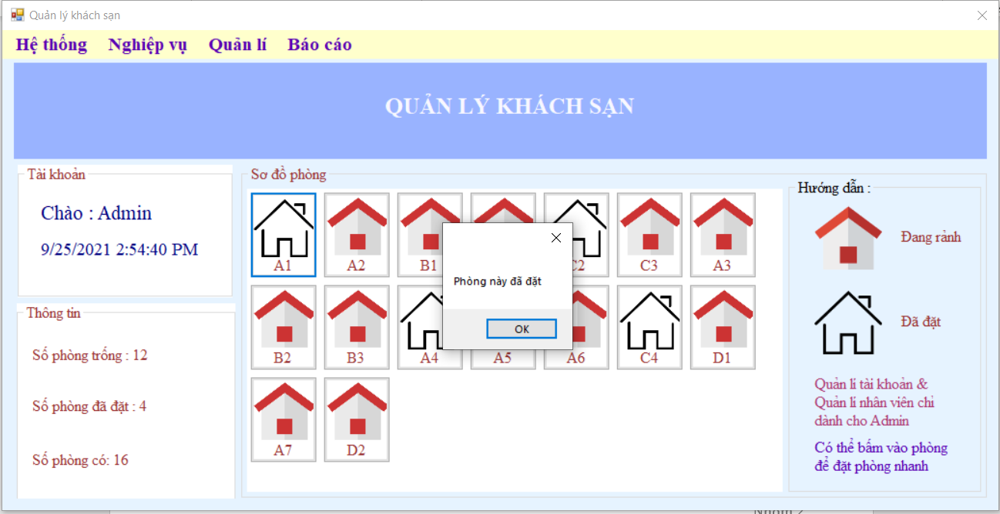 Quản lý khách sạn
Hệ thống Nghiệp vụ Quản lí Báo cáo
QUẢN LÝ KHÁCH SẠN
Tài khoản
Chào : Admin
9/25/2021 2:54:40 PM
Thông tin
Số phòng trống : 12
Số phòng đã đặt : 4
Số phòng có: 16
Sơ đồ phòng
A1 A2 B1 C2 C3 A3
B2 B3 A4 A5 A6 C4 D1
A7 D2
Phòng này đã đặt
OK
Hướng dẫn :
Đang rảnh
Đã đặt
Quản lí tài khoản &
Quản lí nhân viên chỉ
dành cho Admin
Có thể bấm vào phòng
để đặt phòng nhanh